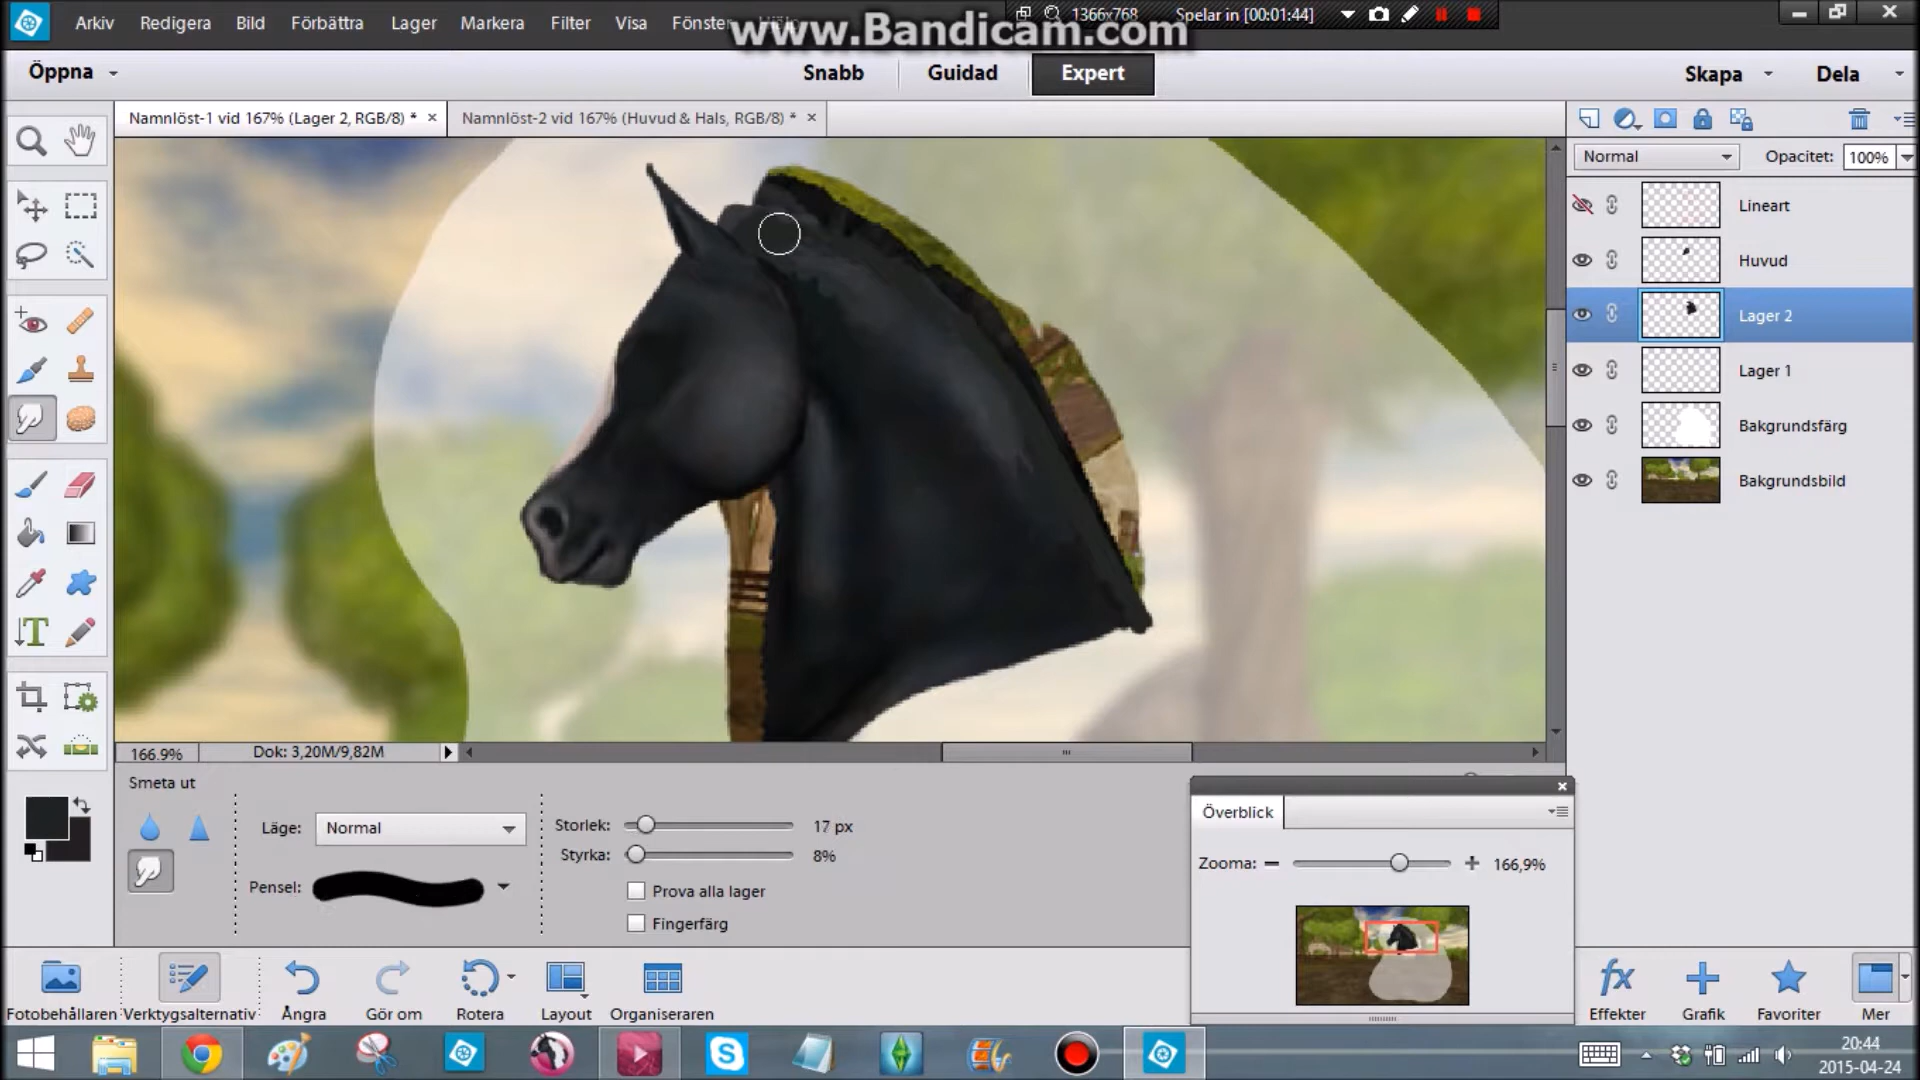 Arkiv Redigera Bild Förbättra Lager Markera Filter Visa Fönster
www.Bandicam.com
1366x768 Spelar in [00:01:44]
Öppna Snabb Guidad Expert Skapa Dela
Namnlöst-1 vid 167% (Lager 2, RGB/8) * × Namnlöst-2 vid 167% (Huvud & Hals, RGB/8) * ×
Normal Opacitet: 100%
Lineart
Huvud
Lager 2
Lager 1
Bakgrundsfärg
Bakgrundsbild
166.9% Dok: 3,20M/9,82M
Smeta ut
Läge: Normal
Pensel:
Storlek: 17 px
Styrka: 8%
Prova alla lager
Fingerfärg
Överblick
Zooma: 166,9%
Fotobehållaren Verktygsalternativ Ångra Gör om Rotera Layout Organiseraren
Effekter Grafik Favoriter Mer
20:44
2015-04-24